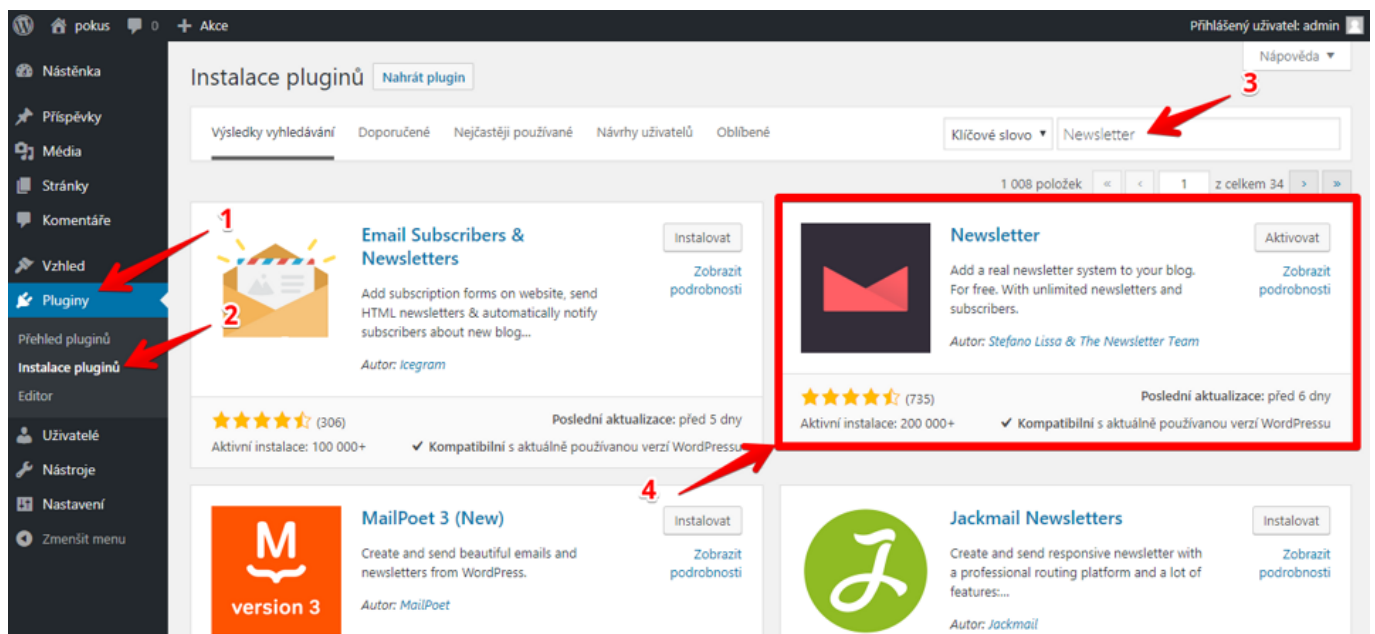 pokus 0 + Akce Přihlášený uživatel: admin
Nástěnka
Příspěvky
Média
Stránky
Komentáře
Vzhled
Pluginy
Přehled pluginů
Instalace pluginů
Editor
Uživatelé
Nástroje
Nastavení
Zmenšit menu
1
2
Nápověda ▼
Instalace pluginů Nahrát plugin
3
Výsledky vyhledávání Doporučené Nejčastěji používané Návrhy uživatelů Oblíbené Klíčové slovo ▼ Newsletter
1 008 položek « ‹ 1 z celkem 34 › »
Email Subscribers &
Newsletters
Instalovat
Zobrazit
podrobnosti
Add subscription forms on website, send
HTML newsletters & automatically notify
subscribers about new blog...
Autor: Icegram
(306)
Poslední aktualizace: před 5 dny
Aktivní instalace: 100 000+
✔ Kompatibilní s aktuálně používanou verzí WordPressu
Newsletter
Aktivovat
Zobrazit
podrobnosti
Add a real newsletter system to your blog.
For free. With unlimited newsletters and
subscribers.
Autor: Stefano Lissa & The Newsletter Team
(735)
Poslední aktualizace: před 6 dny
Aktivní instalace: 200 000+
✔ Kompatibilní s aktuálně používanou verzí WordPressu
4
M
version 3
MailPoet 3 (New)
Instalovat
Zobrazit
podrobnosti
Create and send beautiful emails and
newsletters from WordPress.
Autor: MailPoet
J
Jackmail Newsletters
Instalovat
Zobrazit
podrobnosti
Create and send responsive newsletter with
a professional routing platform and a lot of
features:...
Autor: Jackmail